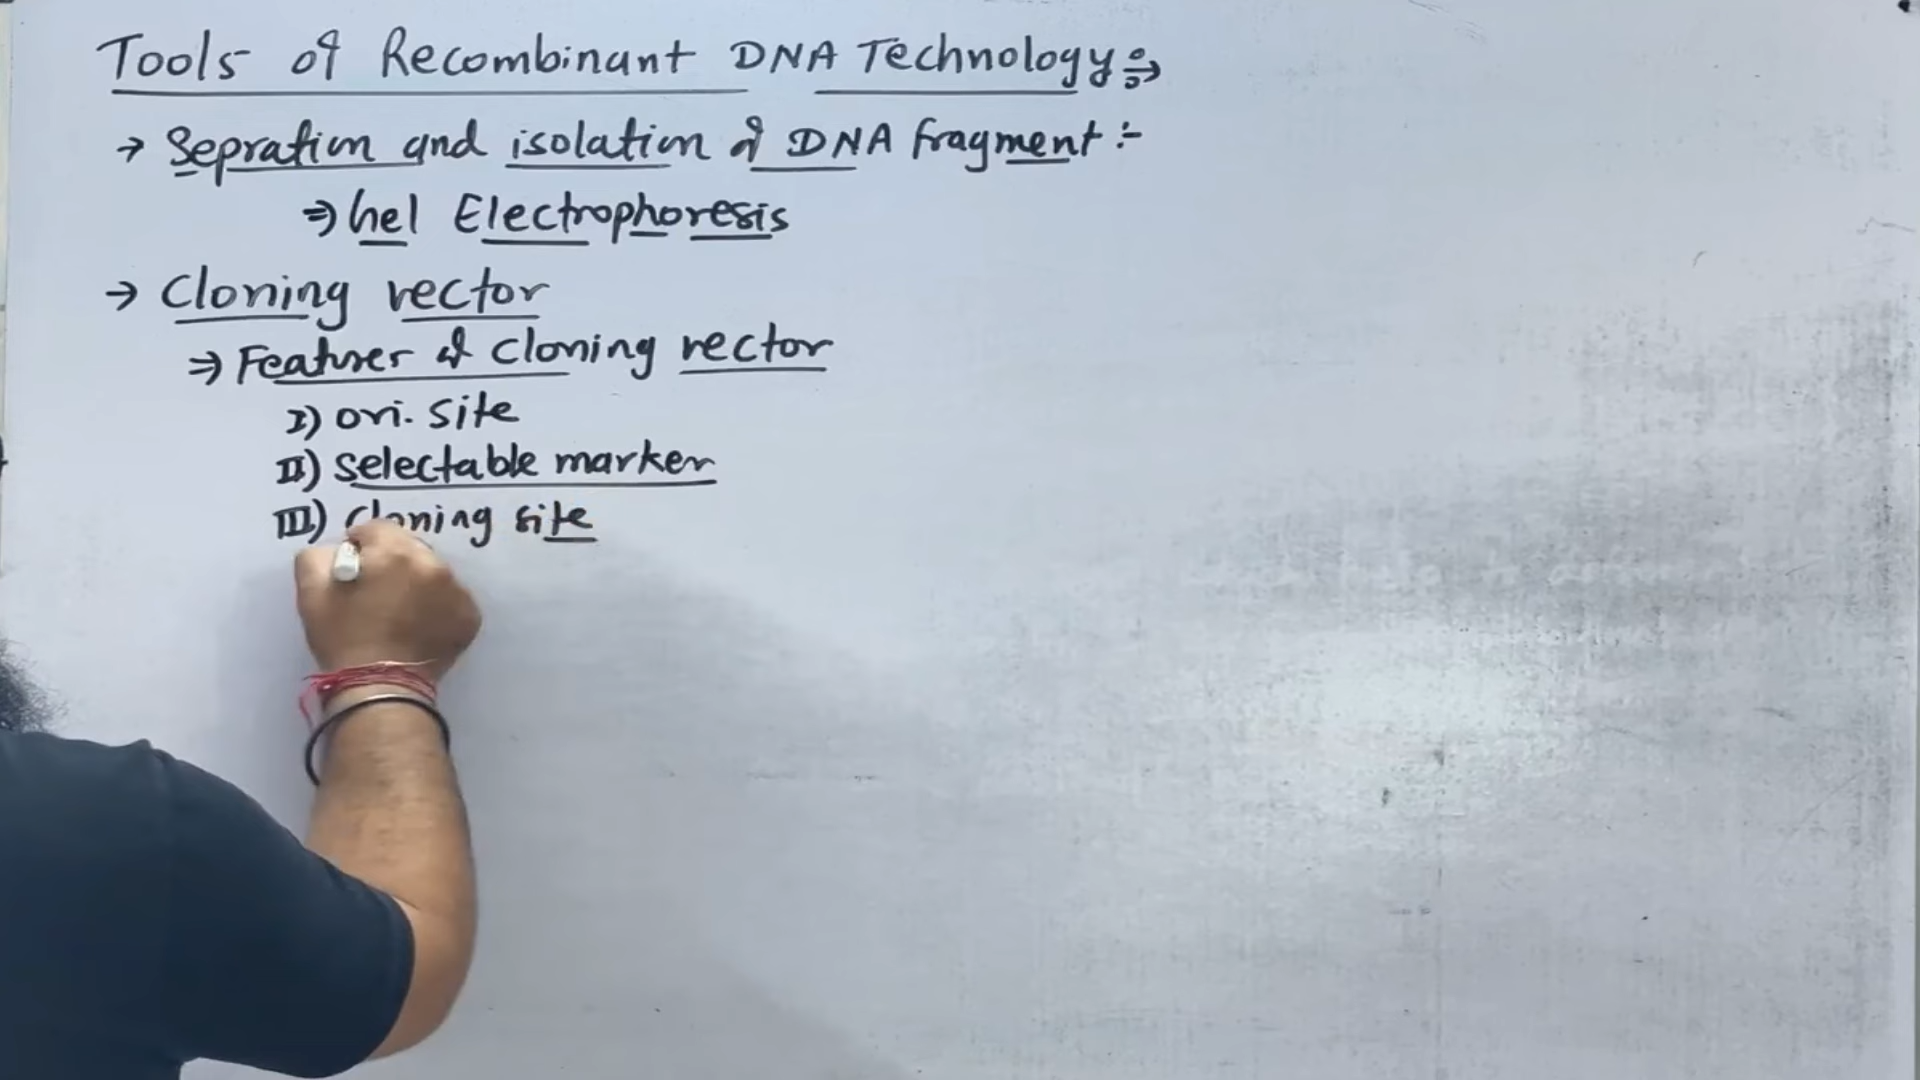 Tools of Recombinant DNA Technology:→
→ Sepration and isolation of DNA fragment :-
⇒ Gel Electrophoresis
→ Cloning vector
⇒ Features of cloning vector
I) ori. site
II) selectable marker
III) cloning site